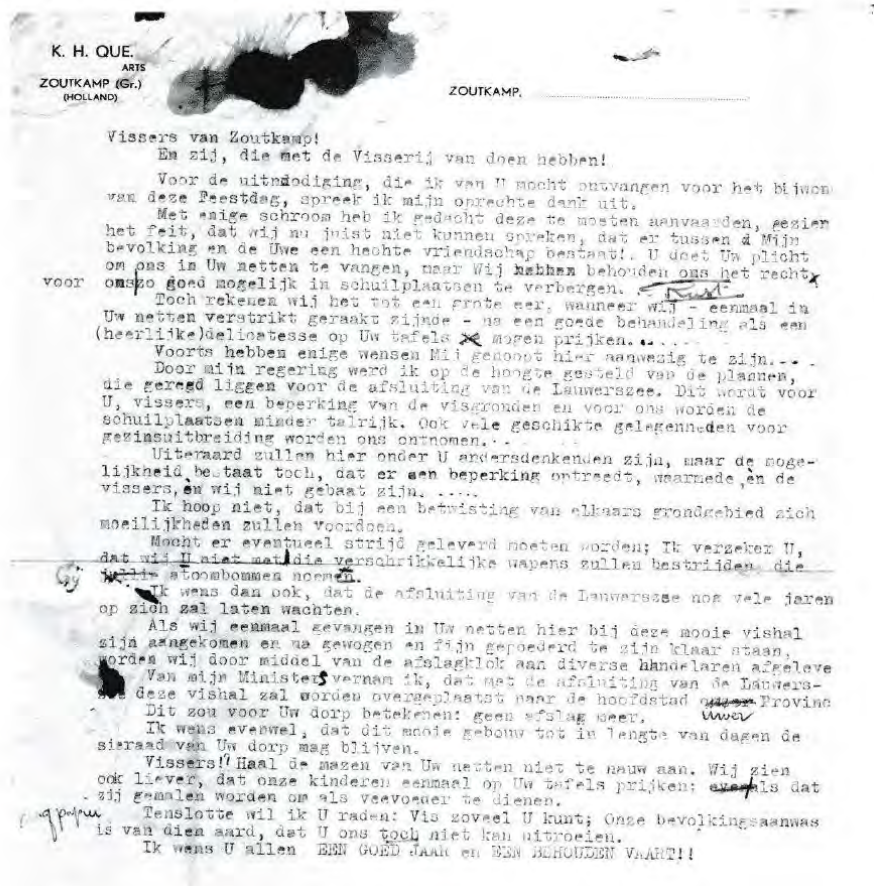 K. H. QUE.
ARTS
ZOUTKAMP (Gr.)
(HOLLAND)
ZOUTKAMP,
Vissers van Zoutkamp!
En zij, die met de Visserij van doen hebben!
Voor de uitnodiging, die ik van U mocht ontvangen voor het bijwon
van deze Feestdag, spreek ik mijn oprechte dank uit.
Met enige schroom heb ik gedacht deze te moeten aanvaarden, gezien
het feit, dat wij nu juist niet kunnen spreken, dat er tussen Mijn
bevolking en de Uwe een hechte vriendschap bestaat!. U doet Uw plicht
om ons in Uw netten te vangen, maar Wij hebben behouden ons het recht
voor omszo goed mogelijk in schuilplaatsen te verbergen.
Toch rekenen wij het tot een grote eer, wanneer wij - eenmaal in
Uw netten verstrikt geraakt zijnde - na een goede behandeling als een
(heerlijke)delicatesse op Uw tafels mogen prijken.......
Voorts hebben enige wensen Mij genoopt hier aanwezig te zijn....
Door mijn regering werd ik op de hoogte gesteld van de plannen,
die gereed liggen voor de afsluiting van de Lauwerszee. Dit wordt voor
U, vissers, een beperking van de visgronden en voor ons worden de
schuilplaatsen minder talrijk. Ook vele geschikte gelegenheden voor
gezinsuitbreiding worden ons ontnomen...
Uiteraard zullen hier onder U andersdenkenden zijn, maar de moge-
lijkheid bestaat toch, dat er een beperking optreedt, waarmede èn de
vissers,èn wij niet gebaat zijn. .....
Ik hoop niet, dat bij een betwisting van elkaars grondgebied zich
moeilijkheden zullen voordoen.
Mocht er eventueel strijd geleverd moeten worden; Ik verzeker U,
dat wij U niet met die verschrikkelijke wapens zullen bestrijden, die
Gij jullie atoombommen noemen.
Ik wens dan ook, dat de afsluiting van de Lauwerszee nog vele jaren
op zich zal laten wachten.
Als wij eenmaal gevangen in Uw netten hier bij deze mooie vishal
zijn aangekomen en na gewogen en fijn gepoederd te zijn klaar staan,
worden wij door middel van de afslagklok aan diverse handelaren afgeleve
Van mijn Ministers vernam ik, dat met de afsluiting van de Lauwers-
deze vishal zal worden overgeplaatst naar de hoofdstad onzer Provinc
Uwer
Dit zou voor Uw dorp betekenen: geen afslag meer.
Ik wens evenwel, dat dit mooie gebouw tot in lengte van dagen de
sieraad van Uw dorp mag blijven.
Vissers!! Haal de mazen van Uw netten niet te nauw aan. Wij zien
ook liever, dat onze kinderen eenmaal op Uw tafels prijken; evenals dat
zij gemalen worden om als veevoeder te dienen.
Tenslotte wil ik U raden: Vis zoveel U kunt; Onze bevolkingsaanwas
is van dien aard, dat U ons toch niet kan uitroeien.
Ik wens U allen EEN GOED JAAR en EEN BEHOUDEN VAART!!